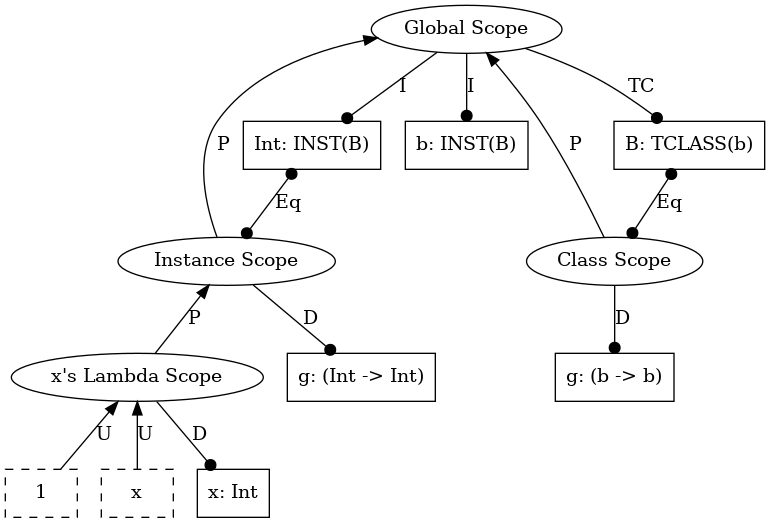 Global Scope
I
I
TC
P
Int: INST(B)
b: INST(B)
P
B: TCLASS(b)
Eq
Eq
Instance Scope
Class Scope
P
D
D
x's Lambda Scope
g: (Int -> Int)
g: (b -> b)
U
U
D
1
x
x: Int